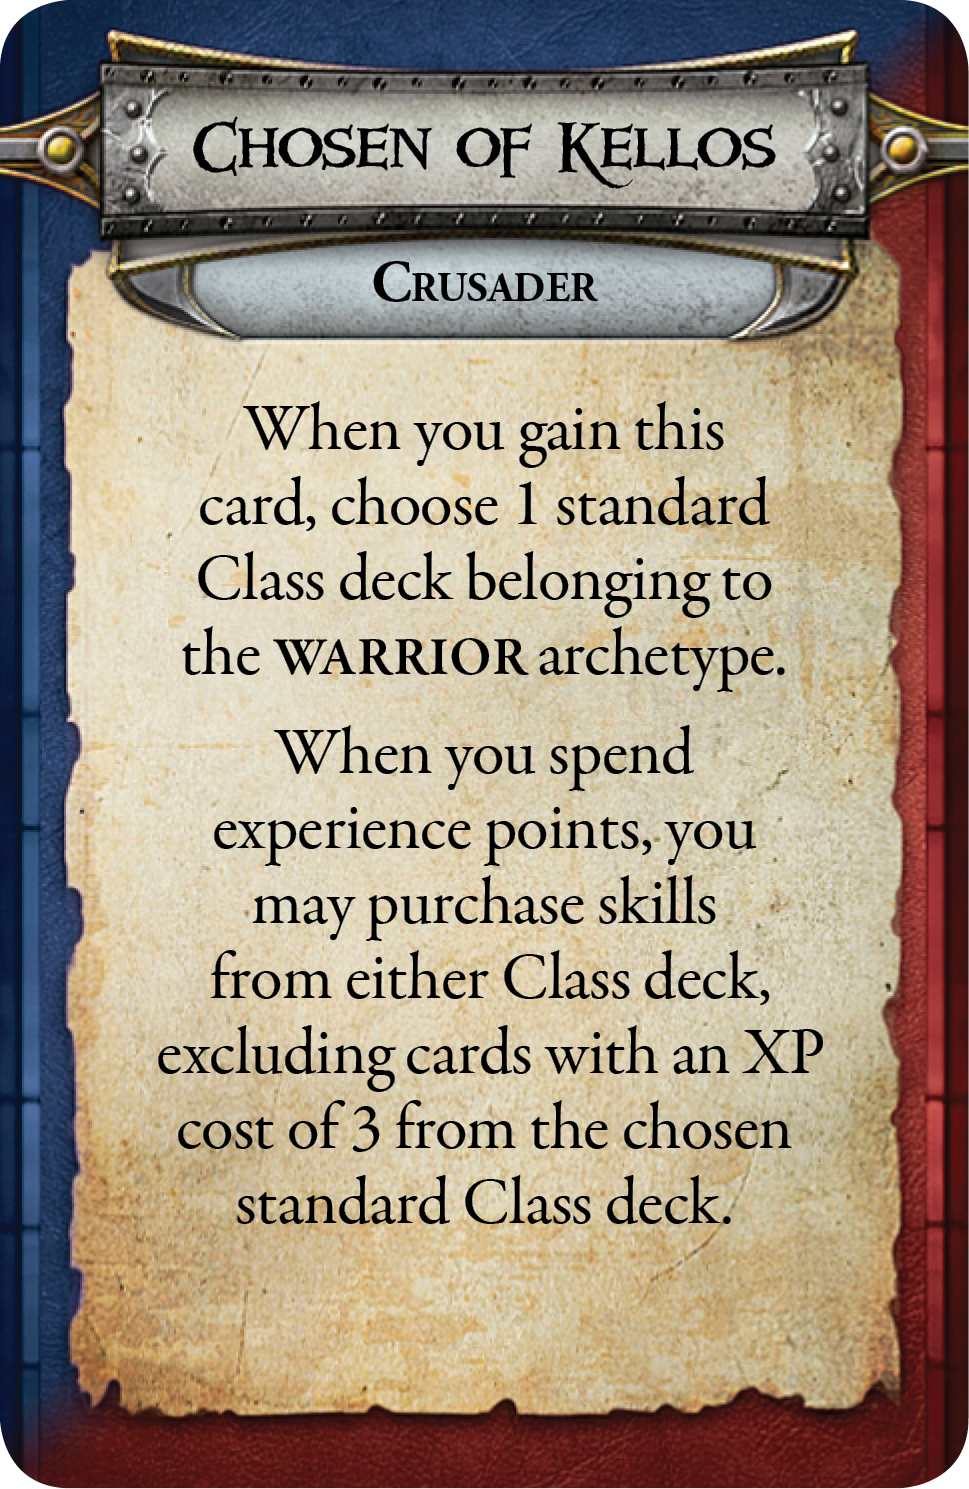 Chosen of Kellos
Crusader
When you gain this
card, choose 1 standard
Class deck belonging to
the WARRIOR archetype.
When you spend
experience points, you
may purchase skills
from either Class deck,
excluding cards with an XP
cost of 3 from the chosen
standard Class deck.